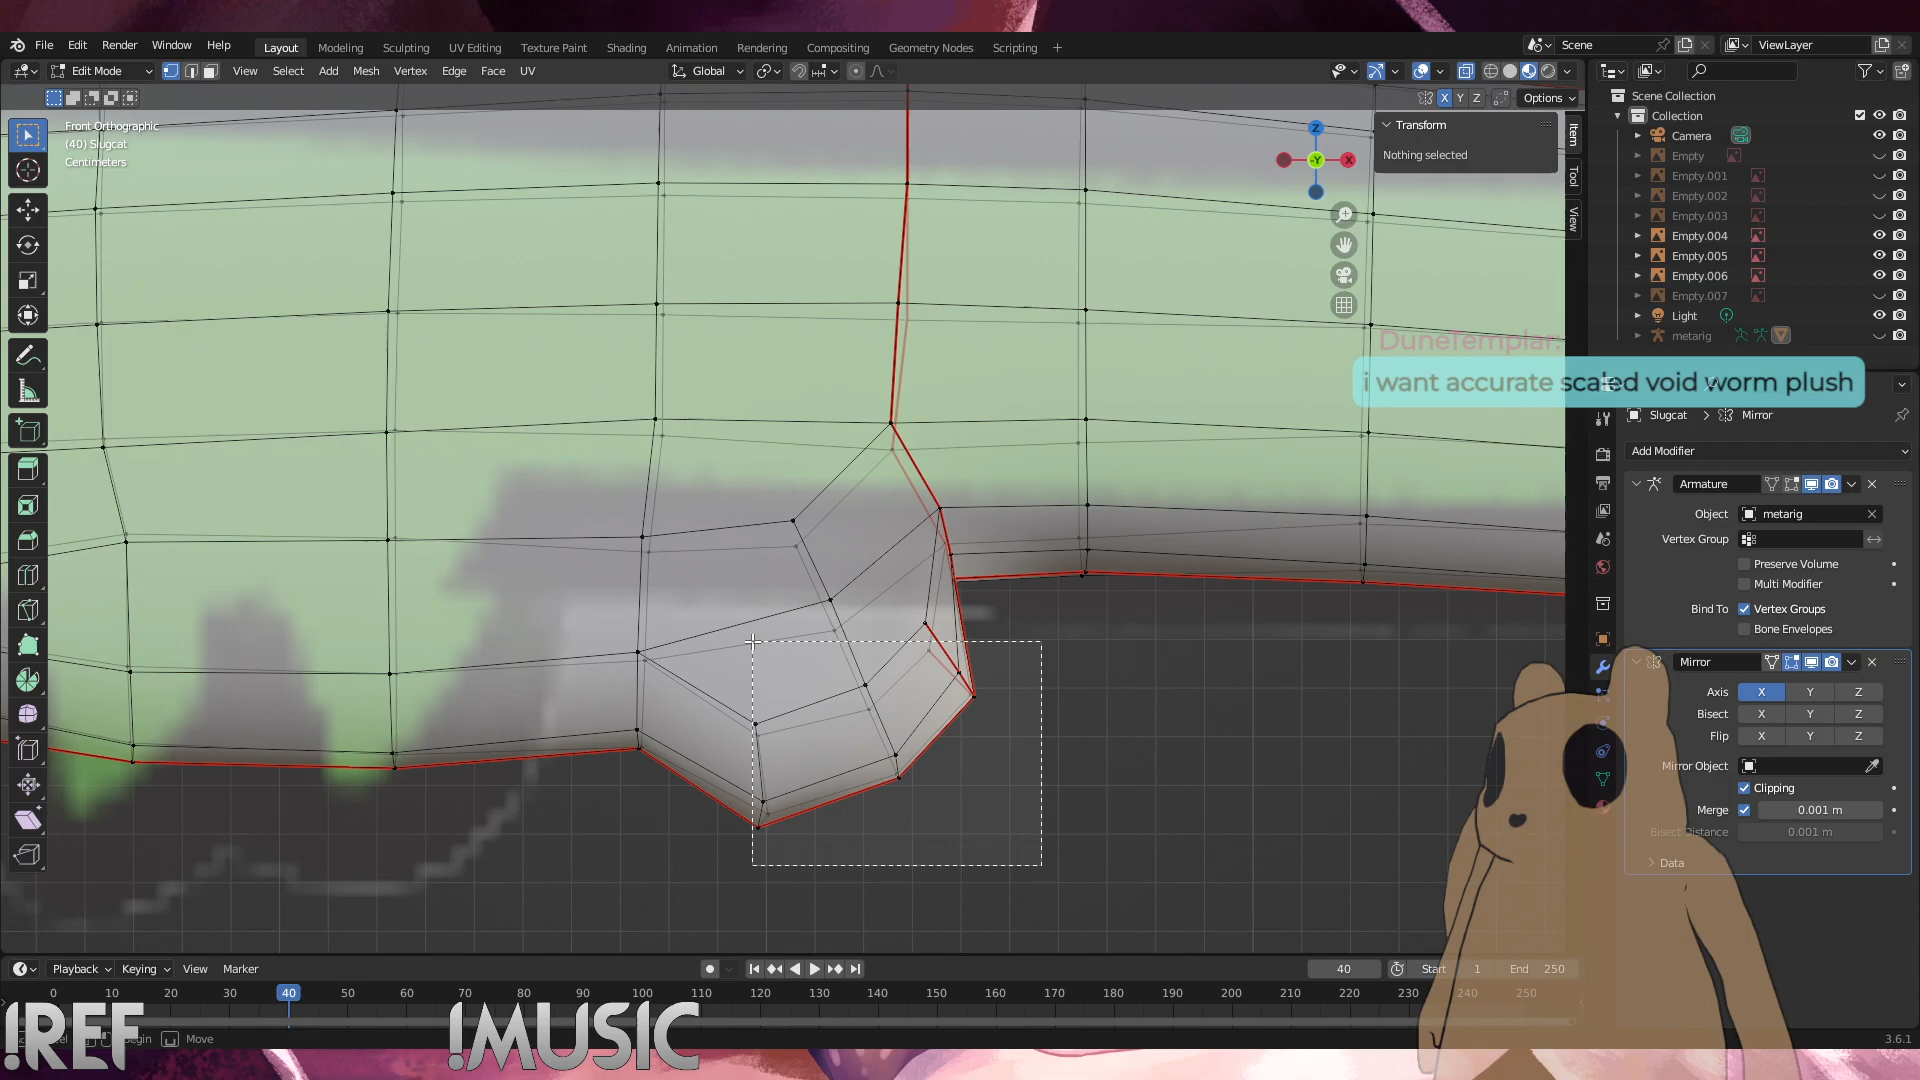 File Edit Render Window Help Layout Modeling Sculpting UV Editing Texture Paint Shading Animation Rendering Compositing Geometry Nodes Scripting + Scene ViewLayer
Edit Mode View Select Add Mesh Vertex Edge Face UV Global
X Y Z Options
Front Orthographic
(40) Slugcat
Centimeters
Z
-Y
X
Transform
Nothing selected
Item
Tool
View
Scene Collection
Collection
Camera
Empty
Empty.001
Empty.002
Empty.003
Empty.004
Empty.005
Empty.006
Empty.007
Light
metarig
DuneTemplar:
i want accurate scaled void worm plush
Slugcat > Mirror
Add Modifier
Armature
Object metarig
Vertex Group
Preserve Volume
Multi Modifier
Bind To Vertex Groups
Bone Envelopes
Mirror
Axis X Y Z
Bisect X Y Z
Flip X Y Z
Mirror Object
Clipping
Merge 0.001 m
Bisect Distance 0.001 m
Data
Playback Keying View Marker 40 Start 1 End 250
0 10 20 30 40 50 60 70 80 90 100 110 120 130 140 150 160 170 180 190 200 210 220 230 240 250
Move
3.6.1
!REF
!MUSIC